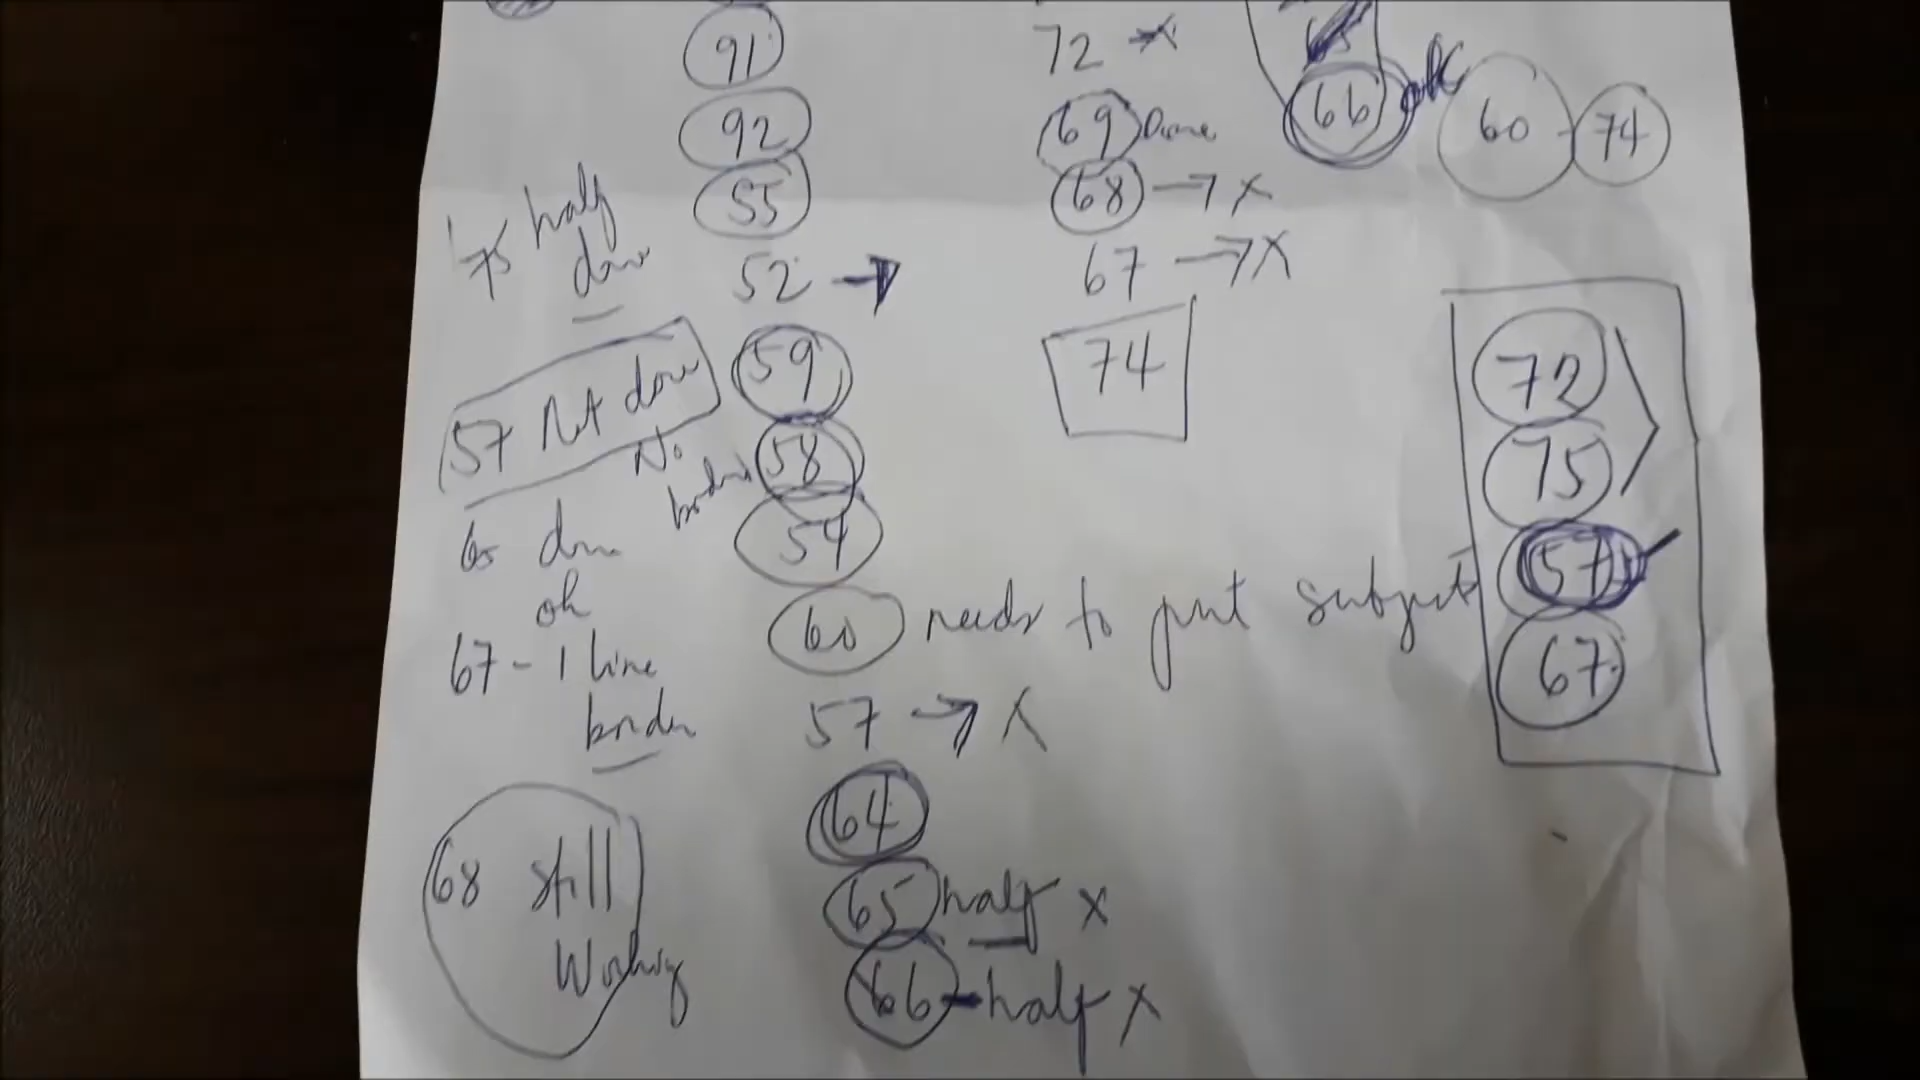 91
92
55
75 half
done
52 →
57 Not done
59
No
borders
58
54
65 done
ok
60 needs to put subject
67 - 1 line
border
57 → X
64
68 still
Working
65 half X
66 - half X
72 X
69 Done
68 → X
67 → X
74
66 ok
60 - 74
72
75
57
67